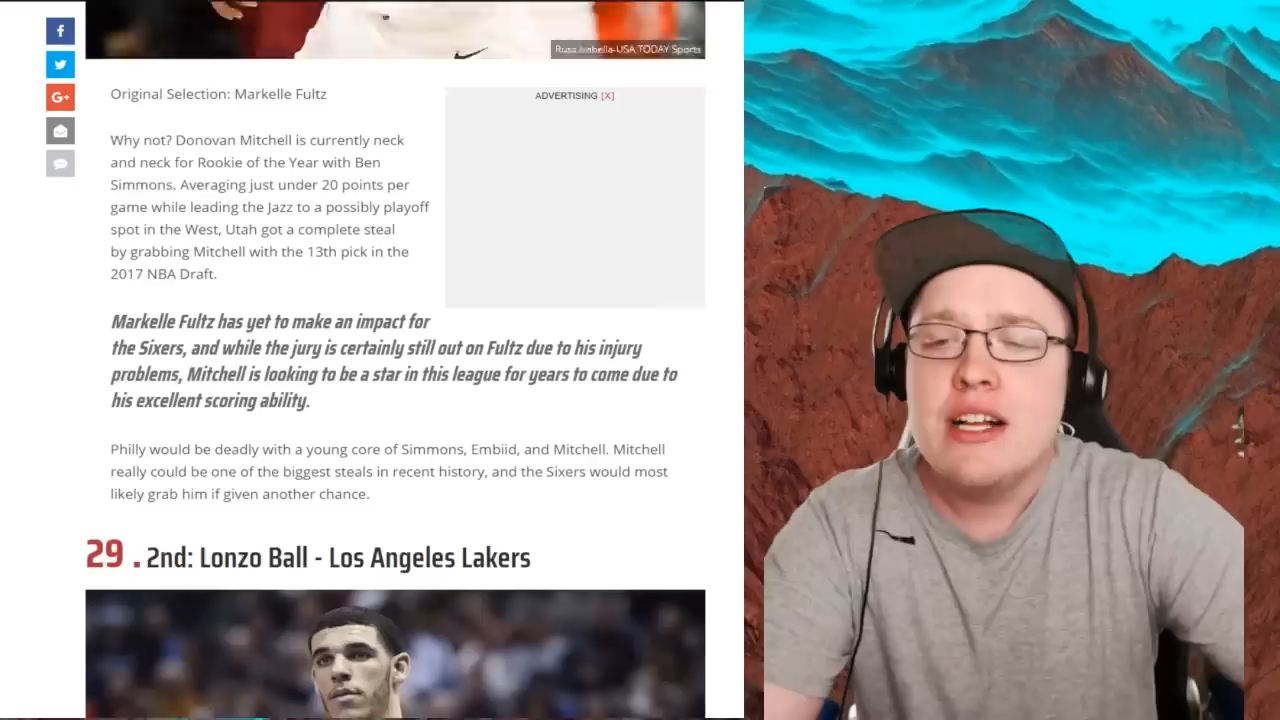 Russ Isabella-USA TODAY Sports
Original Selection: Markelle Fultz
ADVERTISING [X]
Why not? Donovan Mitchell is currently neck
and neck for Rookie of the Year with Ben
Simmons. Averaging just under 20 points per
game while leading the Jazz to a possibly playoff
spot in the West, Utah got a complete steal
by grabbing Mitchell with the 13th pick in the
2017 NBA Draft.
Markelle Fultz has yet to make an impact for
the Sixers, and while the jury is certainly still out on Fultz due to his injury
problems, Mitchell is looking to be a star in this league for years to come due to
his excellent scoring ability.
Philly would be deadly with a young core of Simmons, Embiid, and Mitchell. Mitchell
really could be one of the biggest steals in recent history, and the Sixers would most
likely grab him if given another chance.
29 . 2nd: Lonzo Ball - Los Angeles Lakers